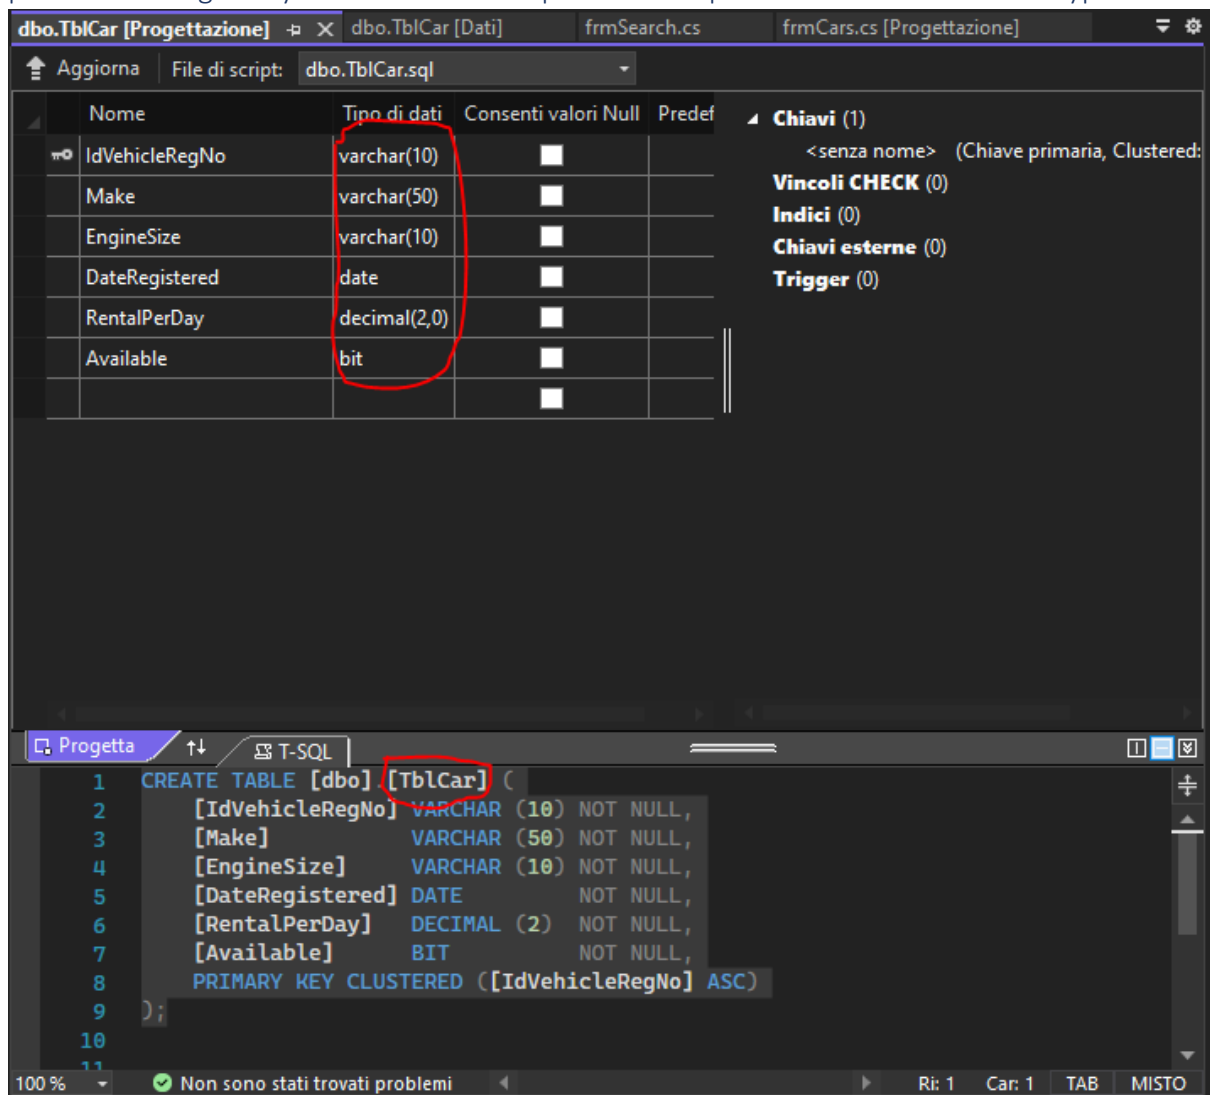 dbo.TblCar [Progettazione] dbo.TblCar [Dati] frmSearch.cs frmCars.cs [Progettazione]
Aggiorna File di script: dbo.TblCar.sql
Nome Tipo di dati Consenti valori Null Predef
IdVehicleRegNo varchar(10)
Make varchar(50)
EngineSize varchar(10)
DateRegistered date
RentalPerDay decimal(2,0)
Available bit
Chiavi (1)
<senza nome> (Chiave primaria, Clustered:
Vincoli CHECK (0)
Indici (0)
Chiavi esterne (0)
Trigger (0)
Progetta T-SQL
1 CREATE TABLE [dbo].[TblCar] (
2 [IdVehicleRegNo] VARCHAR (10) NOT NULL,
3 [Make] VARCHAR (50) NOT NULL,
4 [EngineSize] VARCHAR (10) NOT NULL,
5 [DateRegistered] DATE NOT NULL,
6 [RentalPerDay] DECIMAL (2) NOT NULL,
7 [Available] BIT NOT NULL,
8 PRIMARY KEY CLUSTERED ([IdVehicleRegNo] ASC)
9 );
10
11
100 % Non sono stati trovati problemi Ri: 1 Car: 1 TAB MISTO